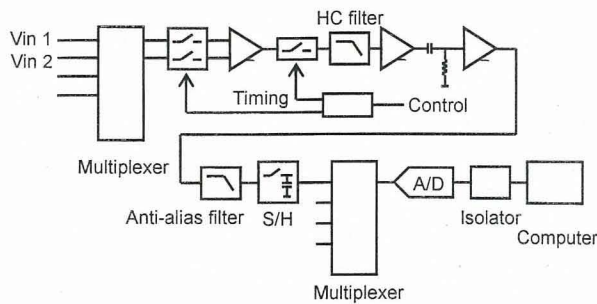 HC filter
Vin 1
Vin 2
Timing
Control
Multiplexer
A/D
Anti-alias filter
S/H
Isolator
Computer
Multiplexer